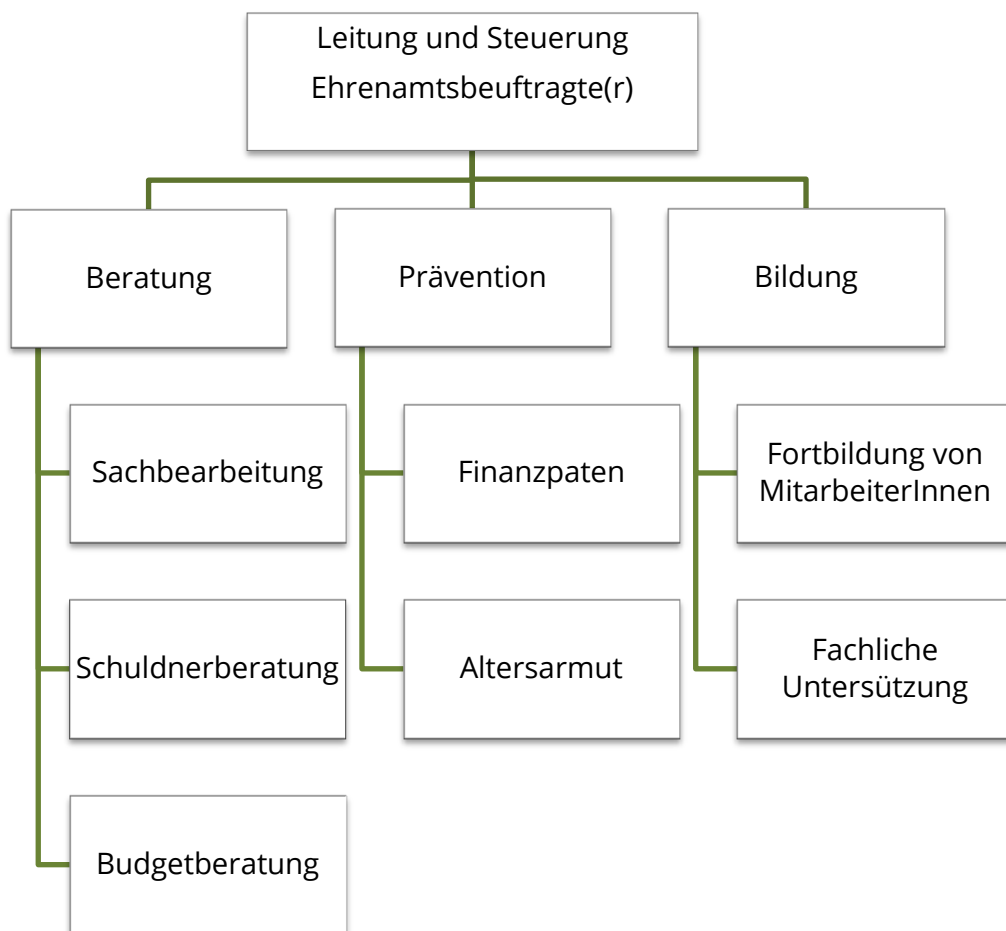 Leitung und Steuerung
Ehrenamtsbeuftragte(r)
Beratung
Prävention
Bildung
Sachbearbeitung
Finanzpaten
Fortbildung von
MitarbeiterInnen
Schuldnerberatung
Altersarmut
Fachliche
Untersützung
Budgetberatung